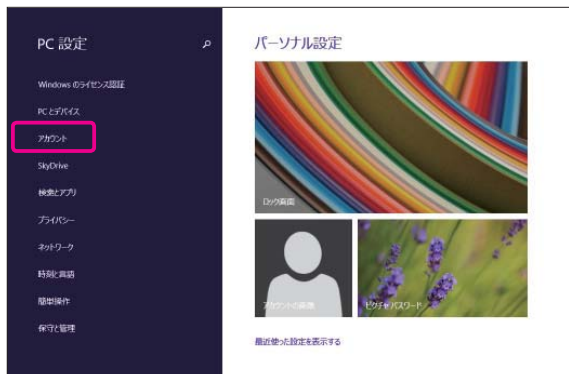 PC 設定
Windows のライセンス認証
PC とデバイス
アカウント
SkyDrive
検索とアプリ
プライバシー
ネットワーク
時刻と言語
簡単操作
保守と管理
パーソナル設定
ロック画面
アカウントの画像
ピクチャ パスワード
最近使った設定を表示する